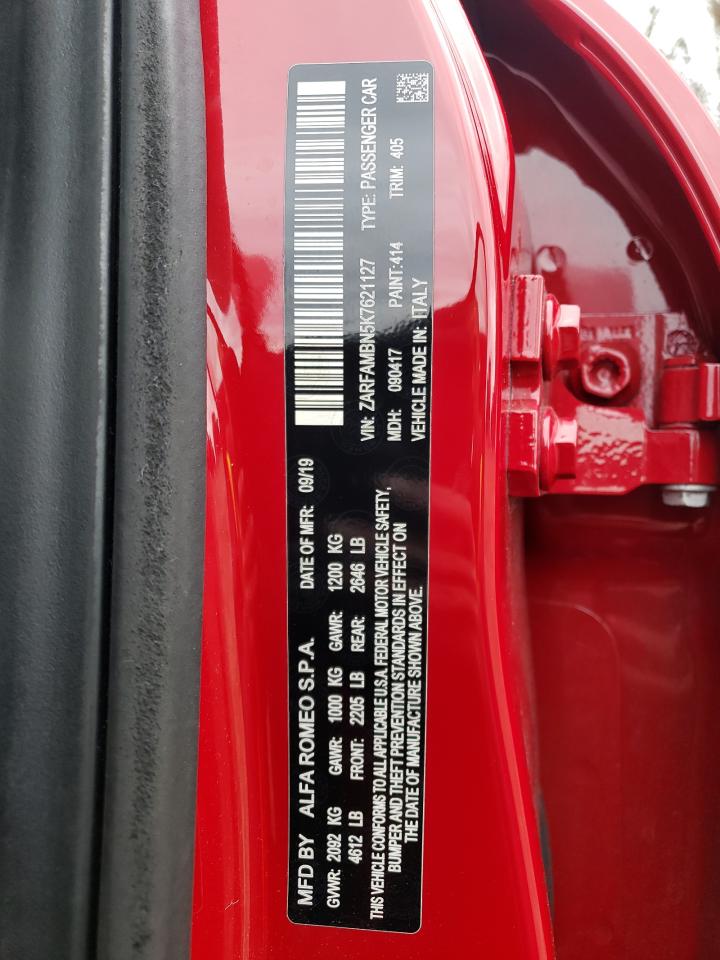 MFD BY ALFA ROMEO S.P.A. DATE OF MFR: 09/19
GVWR: 2092 KG GAWR: 1000 KG GAWR: 1200 KG
4612 LB FRONT: 2205 LB REAR: 2646 LB
THIS VEHICLE CONFORMS TO ALL APPLICABLE U.S.A. FEDERAL MOTOR VEHICLE SAFETY,
BUMPER AND THEFT PREVENTION STANDARDS IN EFFECT ON
THE DATE OF MANUFACTURE SHOWN ABOVE.
VIN: ZARFAMBN5K7621127 TYPE: PASSENGER CAR
MDH: 090417 PAINT:414 TRIM: 405
VEHICLE MADE IN: ITALY